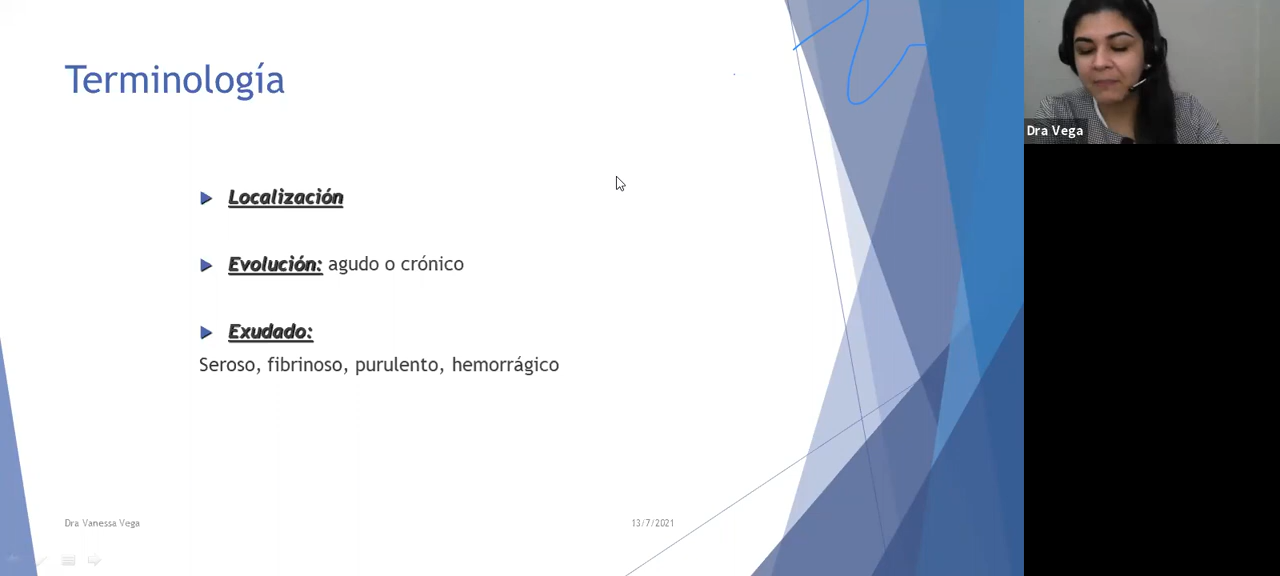 Terminología
Localización
Evolución: agudo o crónico
Exudado:
Seroso, fibrinoso, purulento, hemorrágico
Dra Vanessa Vega
13/7/2021
Dra Vega